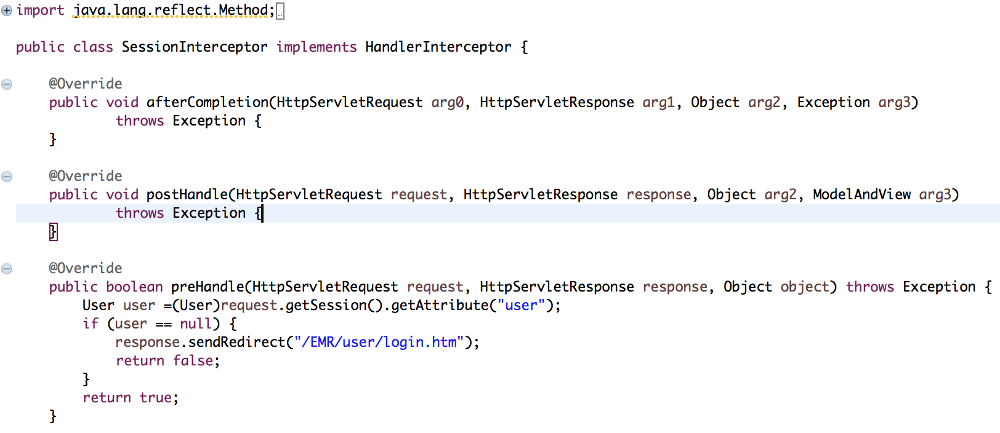 import java.lang.reflect.Method;
public class SessionInterceptor implements HandlerInterceptor {
@Override
public void afterCompletion(HttpServletRequest arg0, HttpServletResponse arg1, Object arg2, Exception arg3)
throws Exception {
}
@Override
public void postHandle(HttpServletRequest request, HttpServletResponse response, Object arg2, ModelAndView arg3)
throws Exception {
}
@Override
public boolean preHandle(HttpServletRequest request, HttpServletResponse response, Object object) throws Exception {
User user =(User)request.getSession().getAttribute("user");
if (user == null) {
response.sendRedirect("/EMR/user/login.htm");
return false;
}
return true;
}